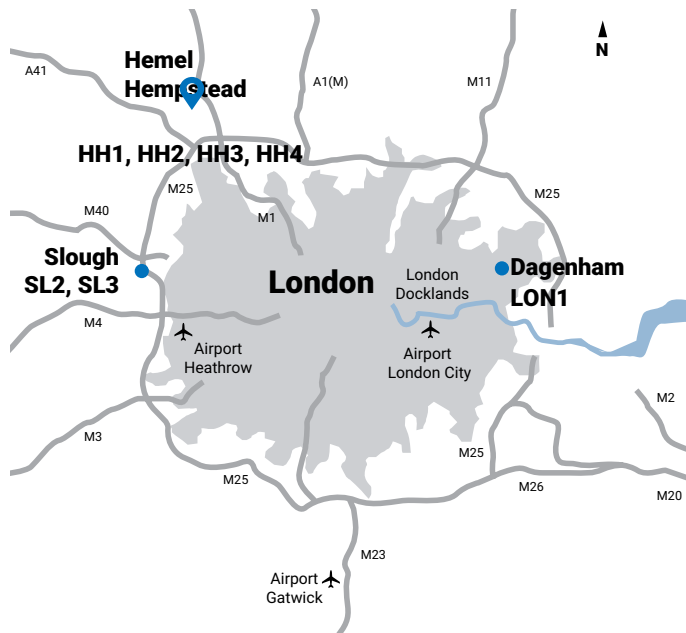 Hemel
Hempstead
N
A41
A1(M)
M11
HH1, HH2, HH3, HH4
M25
M25
M40
M1
Slough
SL2, SL3
London
London
Docklands
Dagenham
LON1
M4
Airport
Heathrow
Airport
London City
M3
M2
M25
M25
M26
M20
M23
Airport
Gatwick